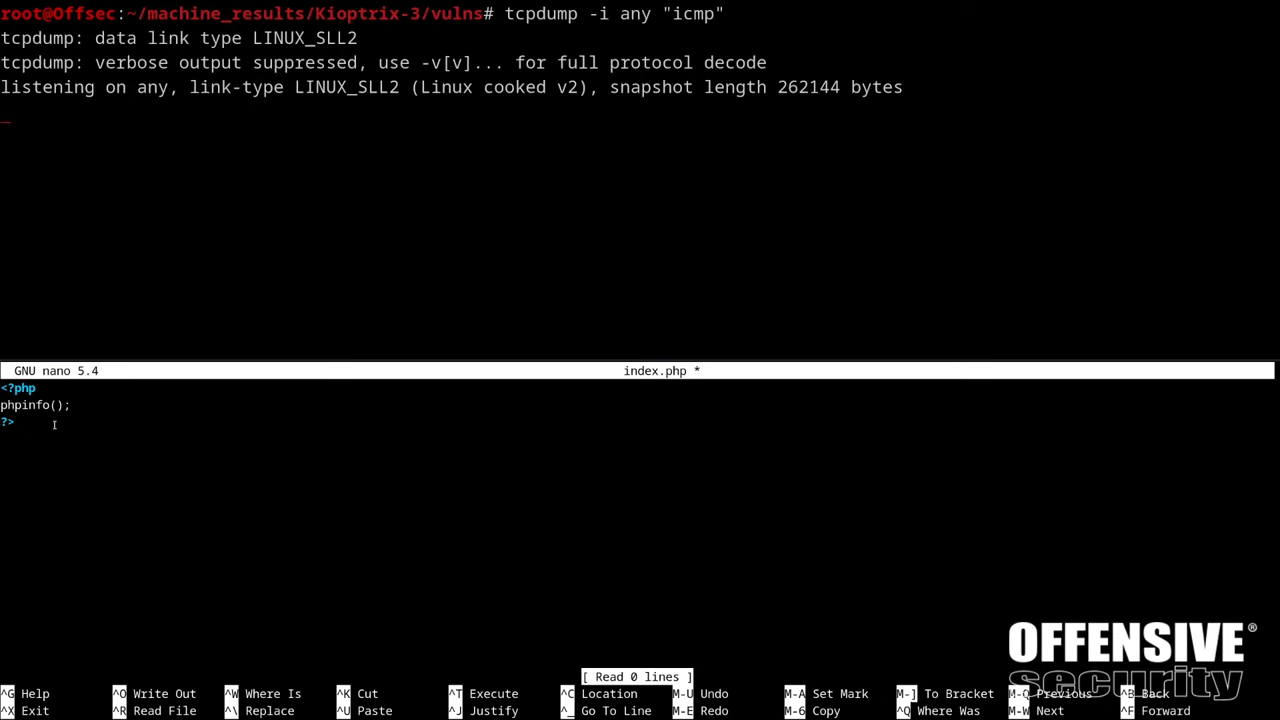 root@Offsec:~/machine_results/Kioptrix-3/vulns# tcpdump -i any "icmp"
tcpdump: data link type LINUX_SLL2
tcpdump: verbose output suppressed, use -v[v]... for full protocol decode
listening on any, link-type LINUX_SLL2 (Linux cooked v2), snapshot length 262144 bytes
GNU nano 5.4 index.php *
<?php
phpinfo();
?>
OFFENSIVE®
security
[ Read 0 lines ]
^G Help ^O Write Out ^W Where Is ^K Cut ^T Execute ^C Location M-U Undo M-A Set Mark M-] To Bracket M-Q Previous ^B Back
^X Exit ^R Read File ^\ Replace ^U Paste ^J Justify ^_ Go To Line M-E Redo M-6 Copy ^Q Where Was M-W Next ^F Forward